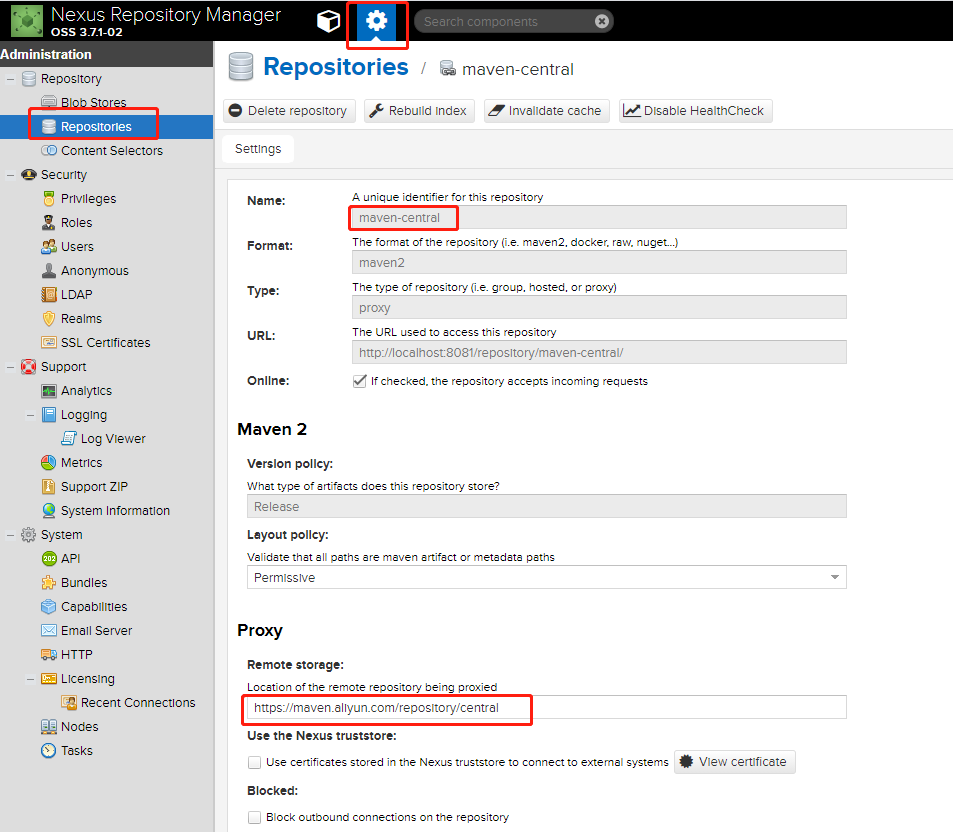 Nexus Repository Manager
OSS 3.7.1-02
Search components
Administration
Repository
Blob Stores
Repositories
Content Selectors
Security
Privileges
Roles
Users
Anonymous
LDAP
Realms
SSL Certificates
Support
Analytics
Logging
Log Viewer
Metrics
Support ZIP
System Information
System
API
Bundles
Capabilities
Email Server
HTTP
Licensing
Recent Connections
Nodes
Tasks
Repositories / maven-central
Delete repository Rebuild index Invalidate cache Disable HealthCheck
Settings
Name: A unique identifier for this repository
maven-central
Format: The format of the repository (i.e. maven2, docker, raw, nuget...)
maven2
Type: The type of repository (i.e. group, hosted, or proxy)
proxy
URL: The URL used to access this repository
http://localhost:8081/repository/maven-central/
Online: If checked, the repository accepts incoming requests
Maven 2
Version policy:
What type of artifacts does this repository store?
Release
Layout policy:
Validate that all paths are maven artifact or metadata paths
Permissive
Proxy
Remote storage:
Location of the remote repository being proxied
https://maven.aliyun.com/repository/central
Use the Nexus truststore:
Use certificates stored in the Nexus truststore to connect to external systems View certificate
Blocked:
Block outbound connections on the repository